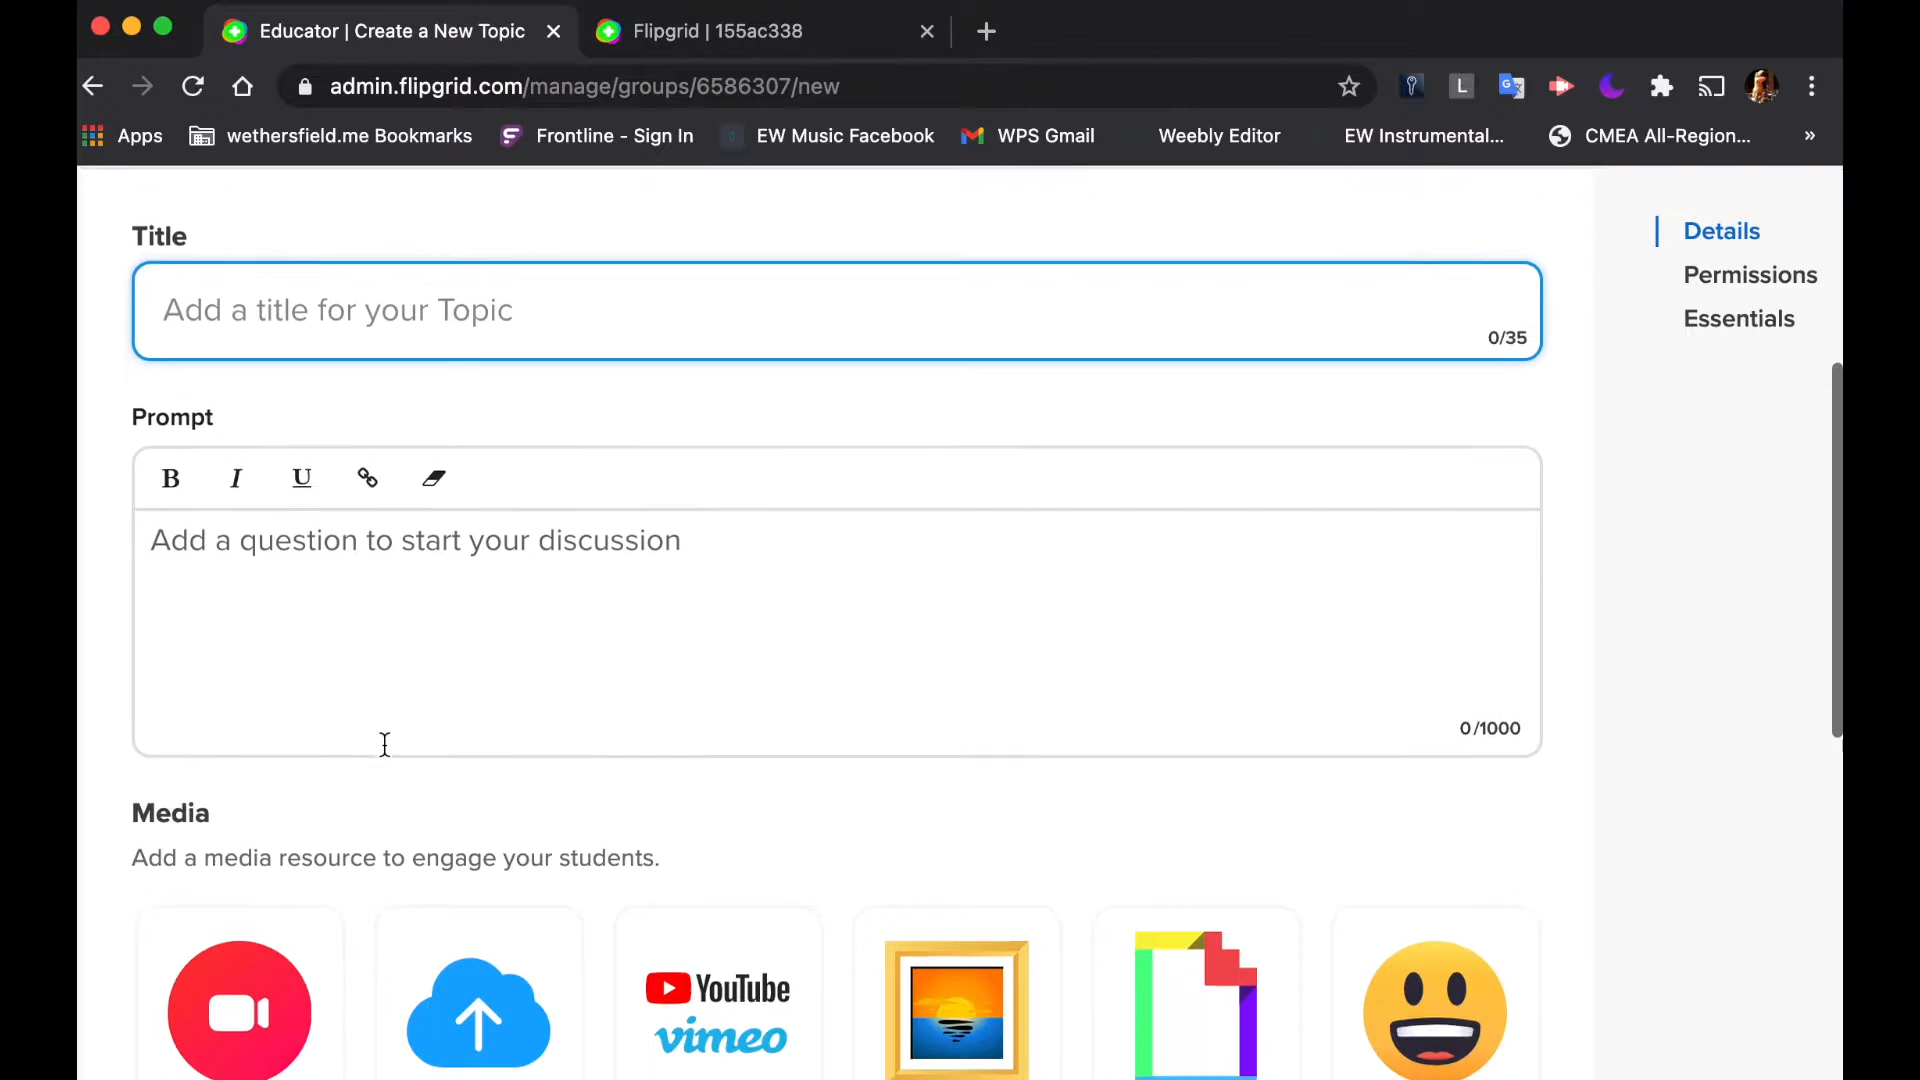 Educator | Create a New Topic
Flipgrid | 155ac338
admin.flipgrid.com/manage/groups/6586307/new
L
G
Apps
wethersfield.me Bookmarks
Frontline - Sign In
EW Music Facebook
WPS Gmail
Weebly Editor
EW Instrumental...
CMEA All-Region...
»
Title
Add a title for your Topic
0/35
Details
Permissions
Essentials
Prompt
B I U
Add a question to start your discussion
0/1000
Media
Add a media resource to engage your students.
YouTube
vimeo